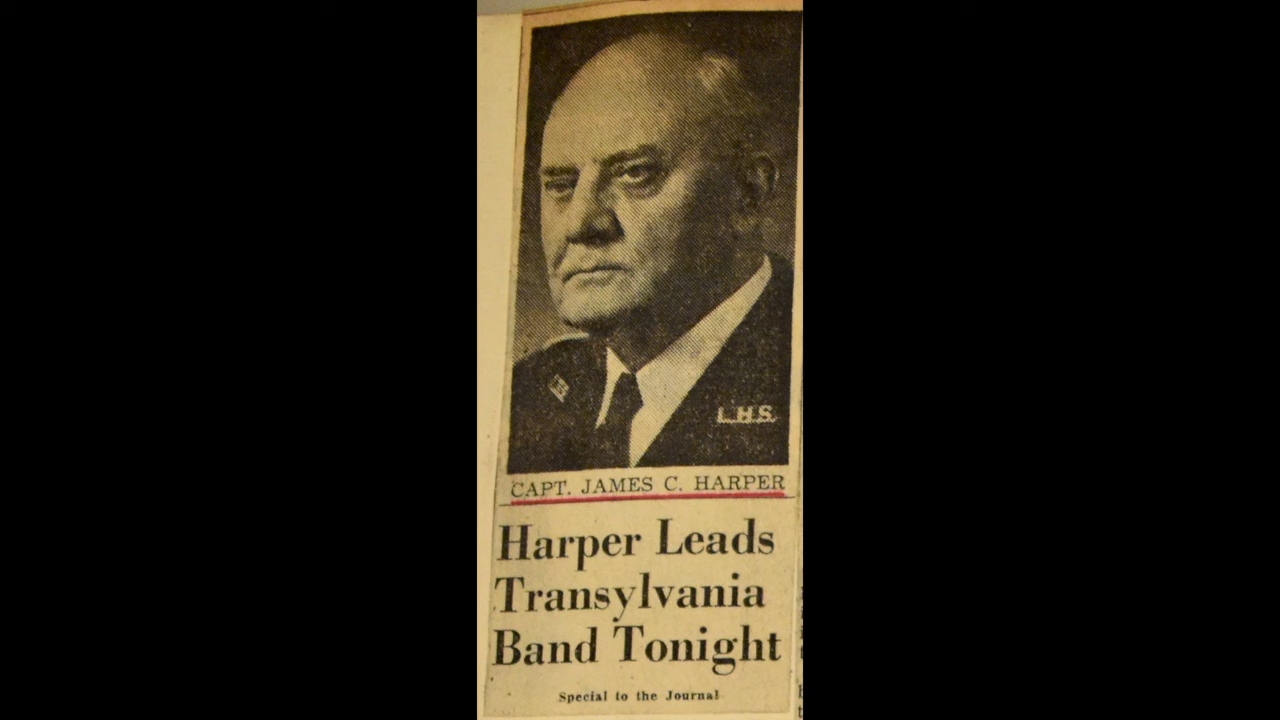 L.H.S.
CAPT. JAMES C. HARPER
Harper Leads
Transylvania
Band Tonight
Special to the Journal